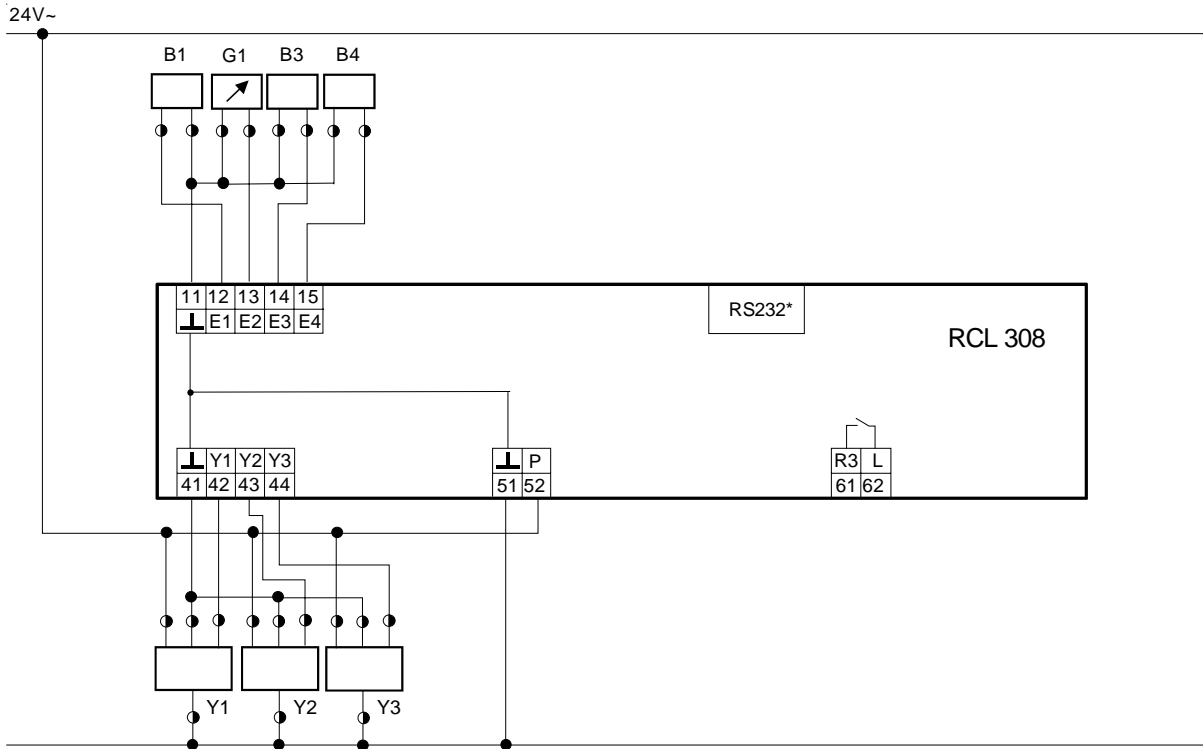 24V~
B1 G1 B3 B4
11 12 13 14 15
⊥ E1 E2 E3 E4
RS232*
RCL 308
⊥ Y1 Y2 Y3
41 42 43 44
⊥ P
51 52
R3 L
61 62
Y1 Y2 Y3